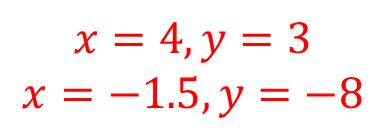 x = 4, y = 3
x = −1.5, y = −8